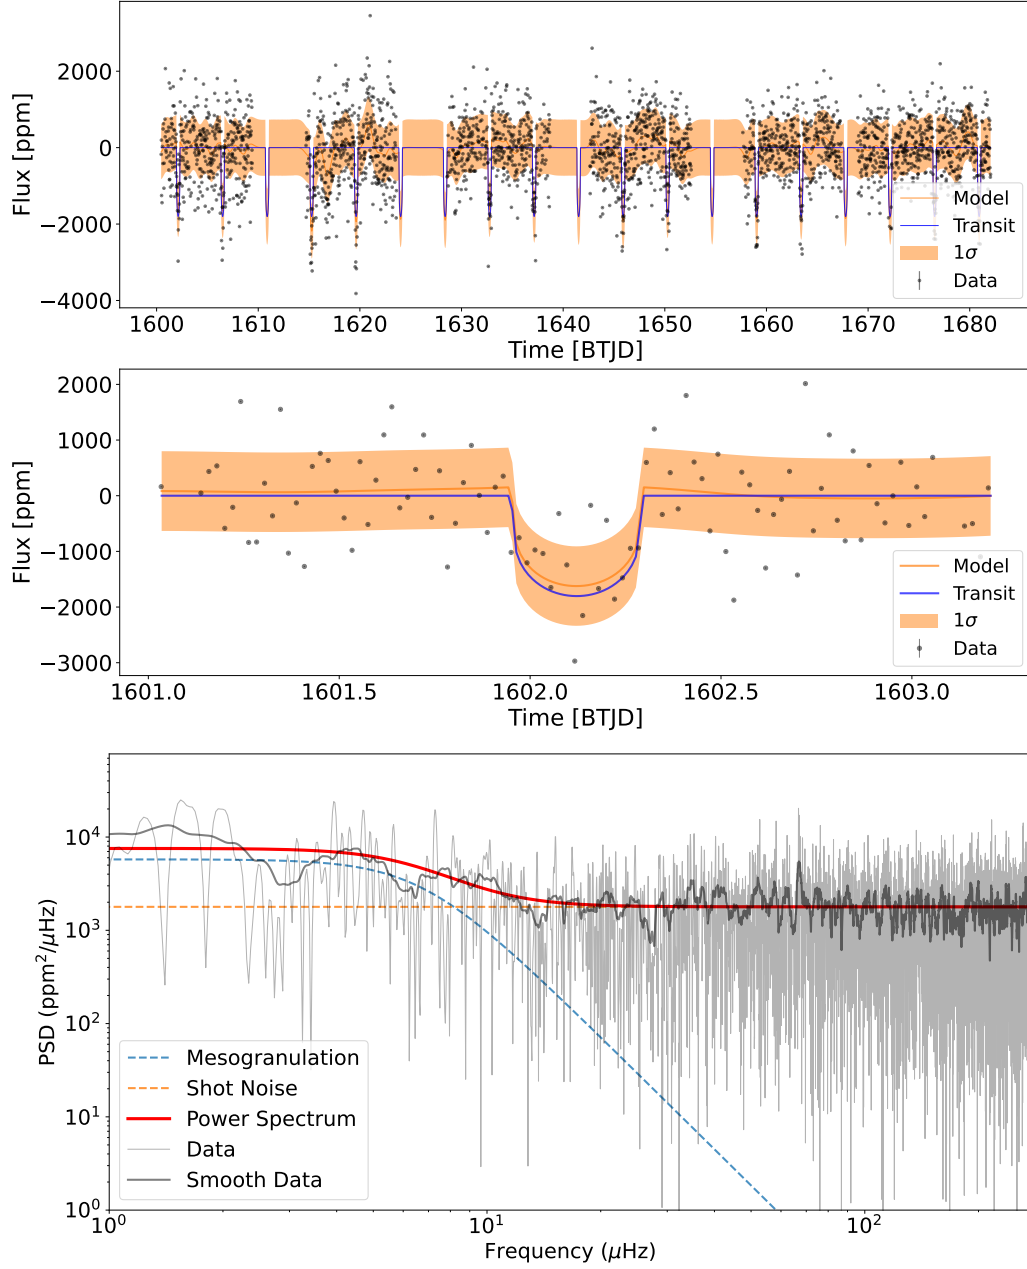 2000
0
−2000
−4000
Flux [ppm]
1600 1610 1620 1630 1640 1650 1660 1670 1680
Time [BTJD]
Model
Transit
1σ
Data
2000
1000
0
−1000
−2000
−3000
Flux [ppm]
1601.0 1601.5 1602.0 1602.5 1603.0
Time [BTJD]
Model
Transit
1σ
Data
10⁴
10³
10²
10¹
10⁰
PSD (ppm²/μHz)
Mesogranulation
Shot Noise
Power Spectrum
Data
Smooth Data
10⁰ 10¹ 10²
Frequency (μHz)